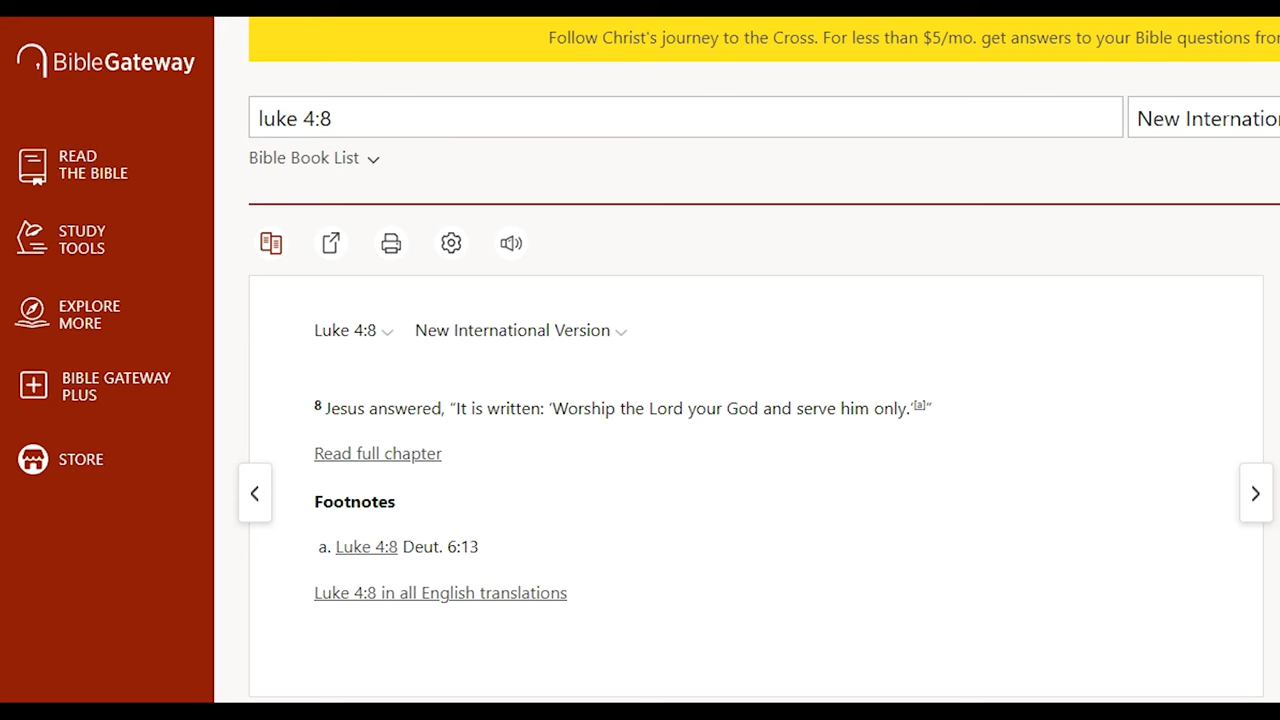 Follow Christ's journey to the Cross. For less than $5/mo. get answers to your Bible questions from
BibleGateway
luke 4:8
New Internatio
Bible Book List
READ
THE BIBLE
STUDY
TOOLS
EXPLORE
MORE
BIBLE GATEWAY
PLUS
STORE
Luke 4:8 New International Version
8 Jesus answered, “It is written: ‘Worship the Lord your God and serve him only.’[a]”
Read full chapter
Footnotes
a. Luke 4:8 Deut. 6:13
Luke 4:8 in all English translations